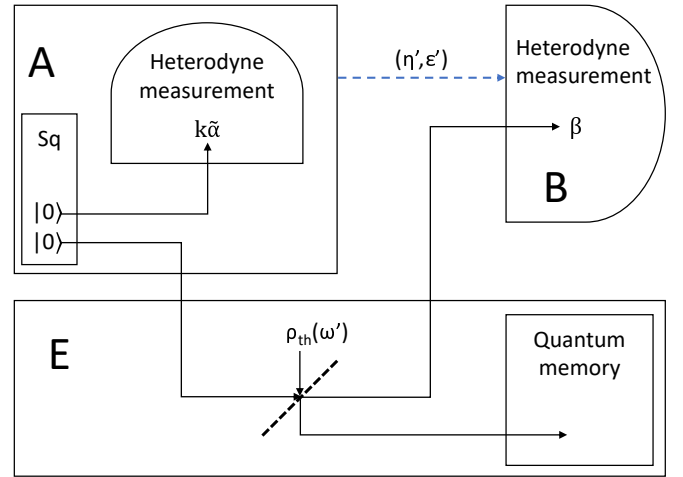 A
Heterodyne
measurement
kα̃
Sq
|0⟩
|0⟩
(η′,ε′)
Heterodyne
measurement
β
B
E
ρth(ω′)
Quantum
memory